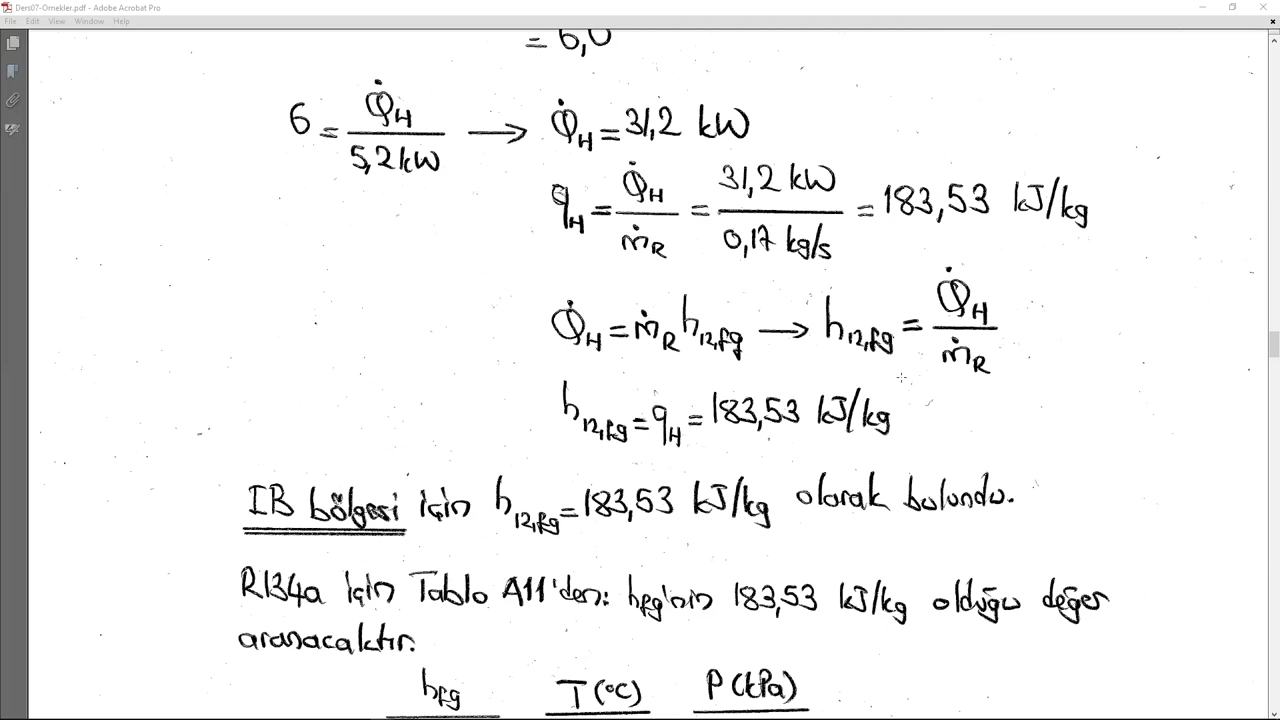 Ders07-Ornekler.pdf - Adobe Acrobat Pro
File Edit View Window Help
= 6,0
6 = Q̇H / 5,2 kW → Q̇H = 31,2 kW
qH = Q̇H / ṁR = 31,2 kW / 0,17 kg/s = 183,53 kJ/kg
Q̇H = ṁR h12,fg → h12,fg = Q̇H / ṁR
h12,fg = qH = 183,53 kJ/kg
IB bölgesi için h12,fg = 183,53 kJ/kg olarak bulundu.
R134a için Tablo A11'den: hfg'nin 183,53 kJ/kg olduğu değer
aranacaktır.
hfg T(°C) P(kPa)